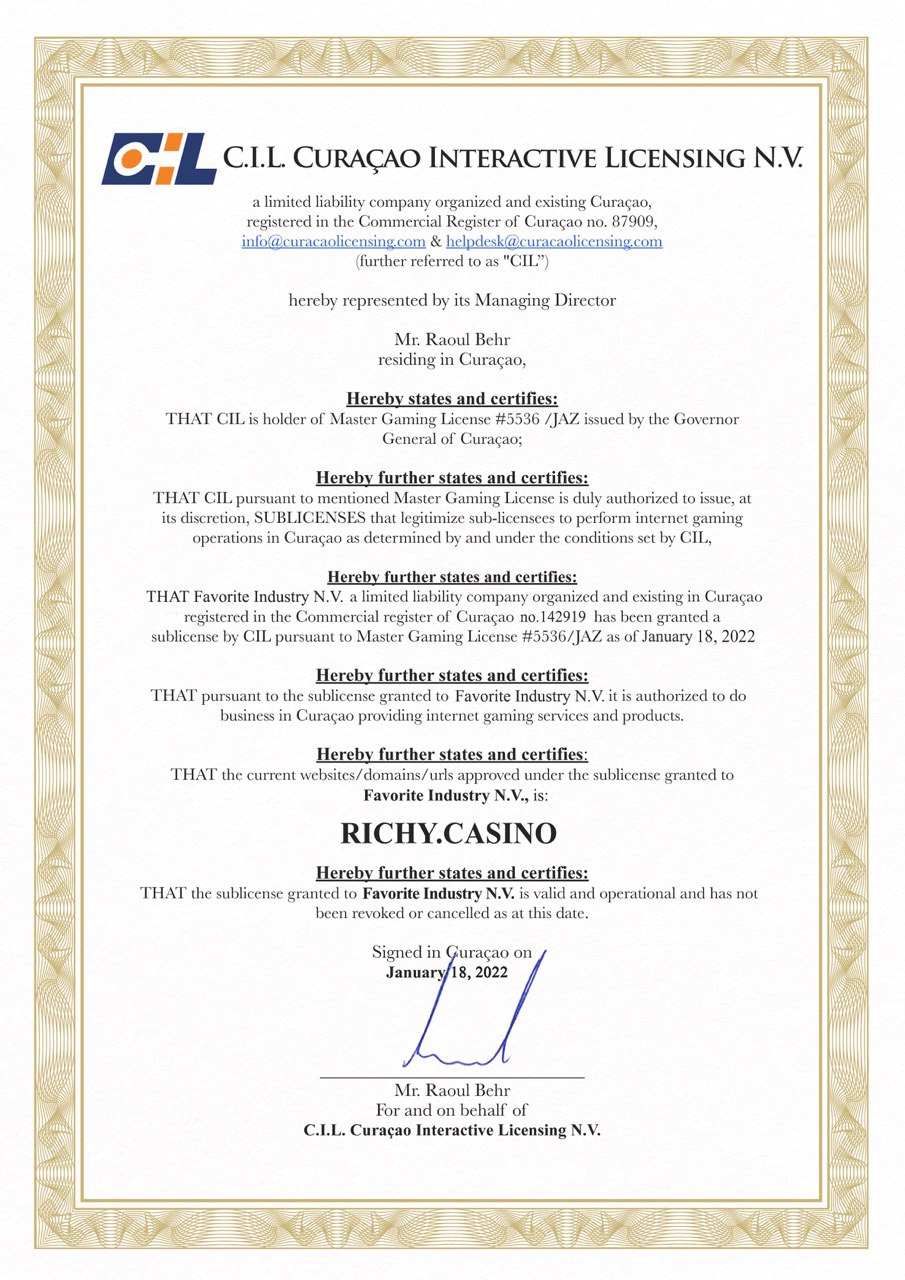 CIL C.I.L. CURAÇAO INTERACTIVE LICENSING N.V.
a limited liability company organized and existing Curaçao,
registered in the Commercial Register of Curaçao no. 87909,
info@curacaolicensing.com & helpdesk@curacaolicensing.com
(further referred to as "CIL”)
hereby represented by its Managing Director
Mr. Raoul Behr
residing in Curaçao,
Hereby states and certifies:
THAT CIL is holder of Master Gaming License #5536 /JAZ issued by the Governor
General of Curaçao;
Hereby further states and certifies:
THAT CIL pursuant to mentioned Master Gaming License is duly authorized to issue, at
its discretion, SUBLICENSES that legitimize sub-licensees to perform internet gaming
operations in Curaçao as determined by and under the conditions set by CIL,
Hereby further states and certifies:
THAT Favorite Industry N.V. a limited liability company organized and existing in Curaçao
registered in the Commercial register of Curaçao no.142919 has been granted a
sublicense by CIL pursuant to Master Gaming License #5536/JAZ as of January 18, 2022
Hereby further states and certifies:
THAT pursuant to the sublicense granted to Favorite Industry N.V. it is authorized to do
business in Curaçao providing internet gaming services and products.
Hereby further states and certifies:
THAT the current websites/domains/urls approved under the sublicense granted to
Favorite Industry N.V., is:
RICHY.CASINO
Hereby further states and certifies:
THAT the sublicense granted to Favorite Industry N.V. is valid and operational and has not
been revoked or cancelled as at this date.
Signed in Curaçao on
January 18, 2022
Mr. Raoul Behr
For and on behalf of
C.I.L. Curaçao Interactive Licensing N.V.